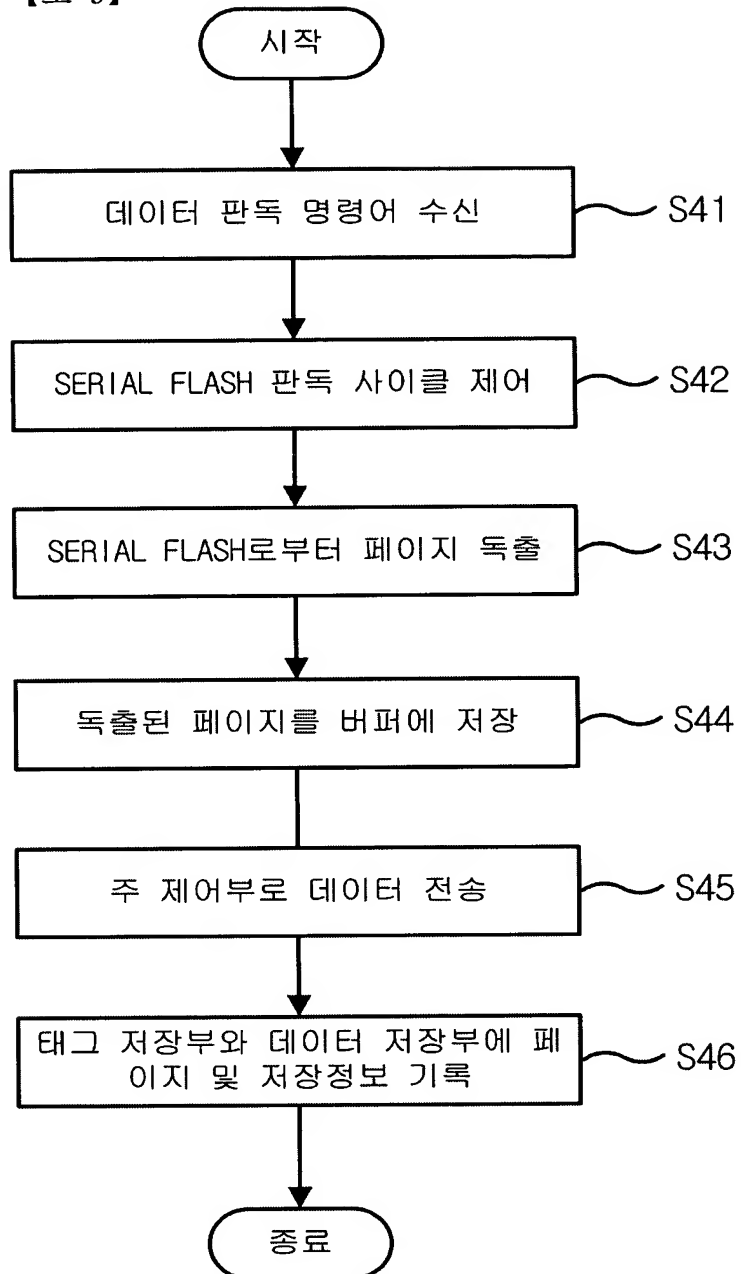 시작
데이터 판독 명령어 수신
S41
SERIAL FLASH 판독 사이클 제어
S42
SERIAL FLASH로부터 페이지 독출
S43
독출된 페이지를 버퍼에 저장
S44
주 제어부로 데이터 전송
S45
태그 저장부와 데이터 저장부에 페
이지 및 저장정보 기록
S46
종료